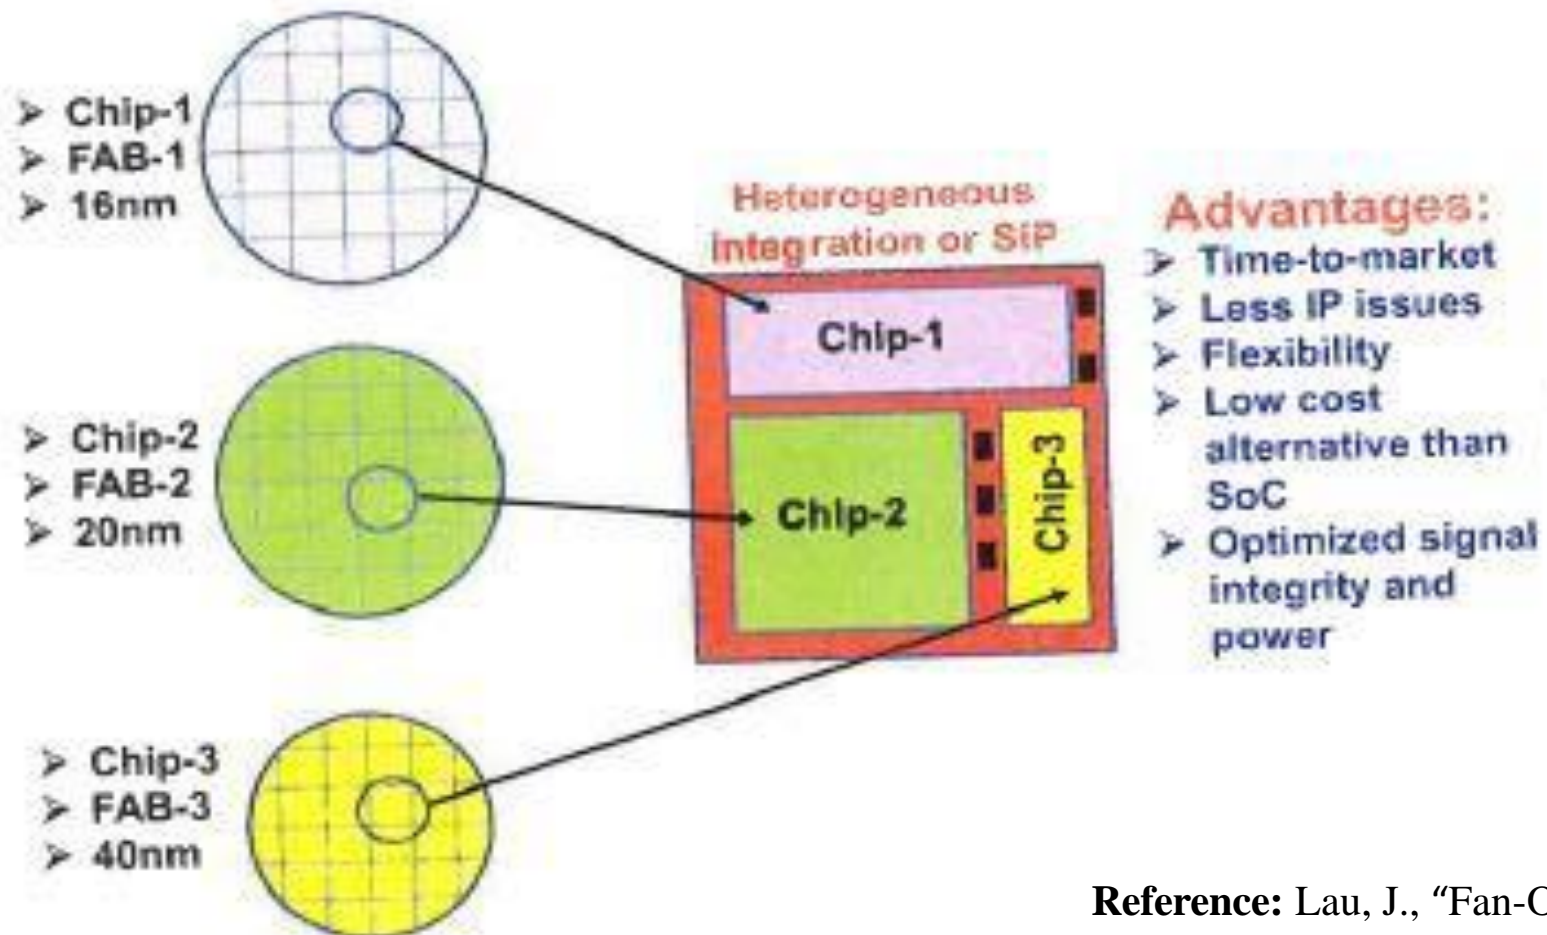 ➢ Chip-1
➢ FAB-1
➢ 16nm
➢ Chip-2
➢ FAB-2
➢ 20nm
➢ Chip-3
➢ FAB-3
➢ 40nm
Heterogeneous
Integration or SiP
Chip-1
Chip-2
Chip-3
Advantages:
➢ Time-to-market
➢ Less IP issues
➢ Flexibility
➢ Low cost
alternative than
SoC
➢ Optimized signal
integrity and
power
Reference: Lau, J., “Fan-O